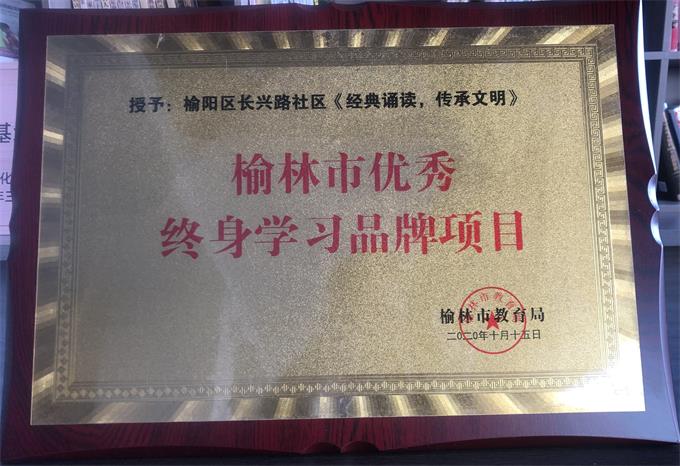 授予：榆阳区长兴路社区《经典诵读，传承文明》
榆林市优秀
终身学习品牌项目
榆林市教育局
二〇二〇年十月十五日